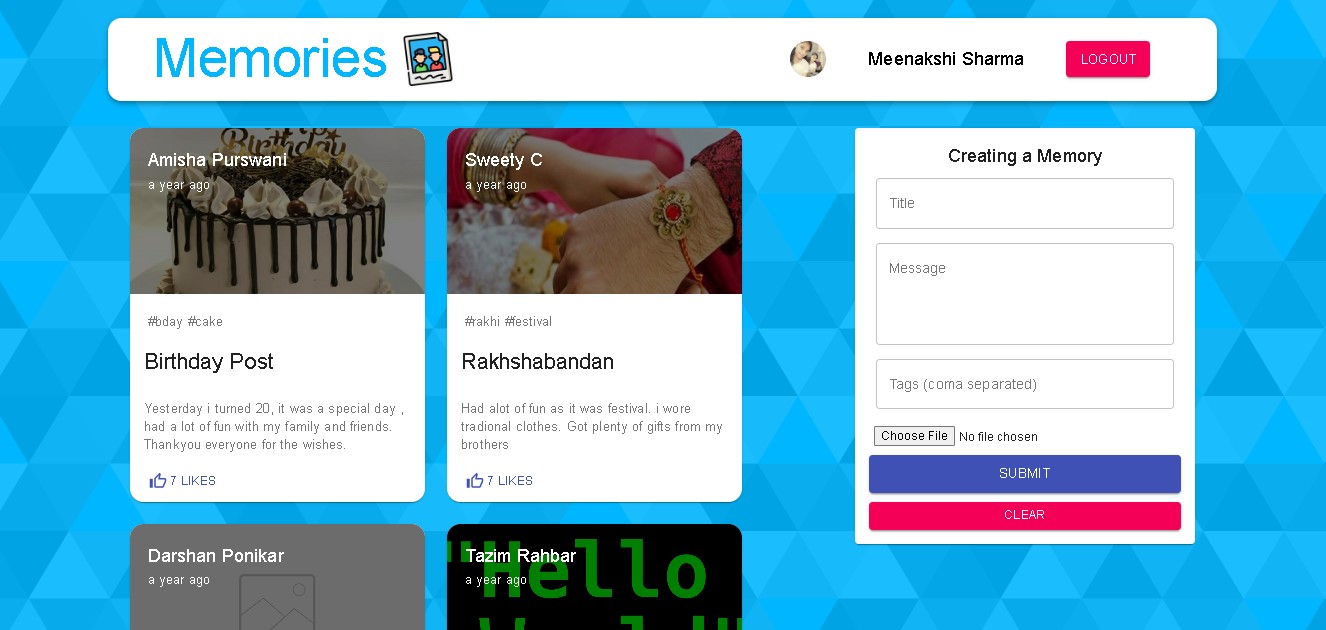 Memories
Meenakshi Sharma
LOGOUT
Birthday
Amisha Purswani
a year ago
#bday #cake
Birthday Post
Yesterday i turned 20, it was a special day ,
had a lot of fun with my family and friends.
Thankyou everyone for the wishes.
7 LIKES
Sweety C
a year ago
#rakhi #festival
Rakhshabandan
Had alot of fun as it was festival. i wore
tradional clothes. Got plenty of gifts from my
brothers
7 LIKES
Darshan Ponikar
a year ago
Tazim Rahbar
a year ago
"Hello
World"
Creating a Memory
Title
Message
Tags (coma separated)
Choose File No file chosen
SUBMIT
CLEAR